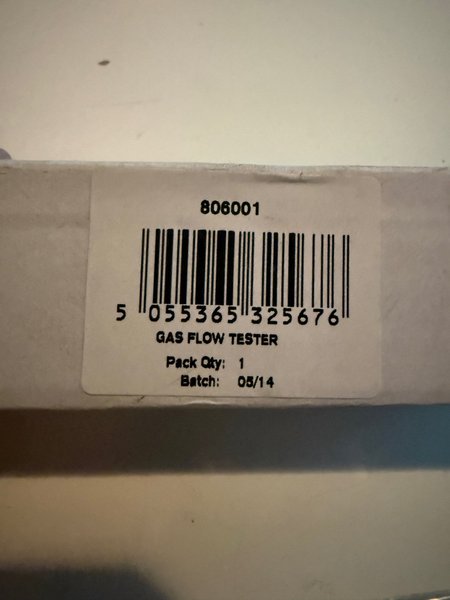 806001
5 055365 325676
GAS FLOW TESTER
Pack Qty: 1
Batch: 05/14